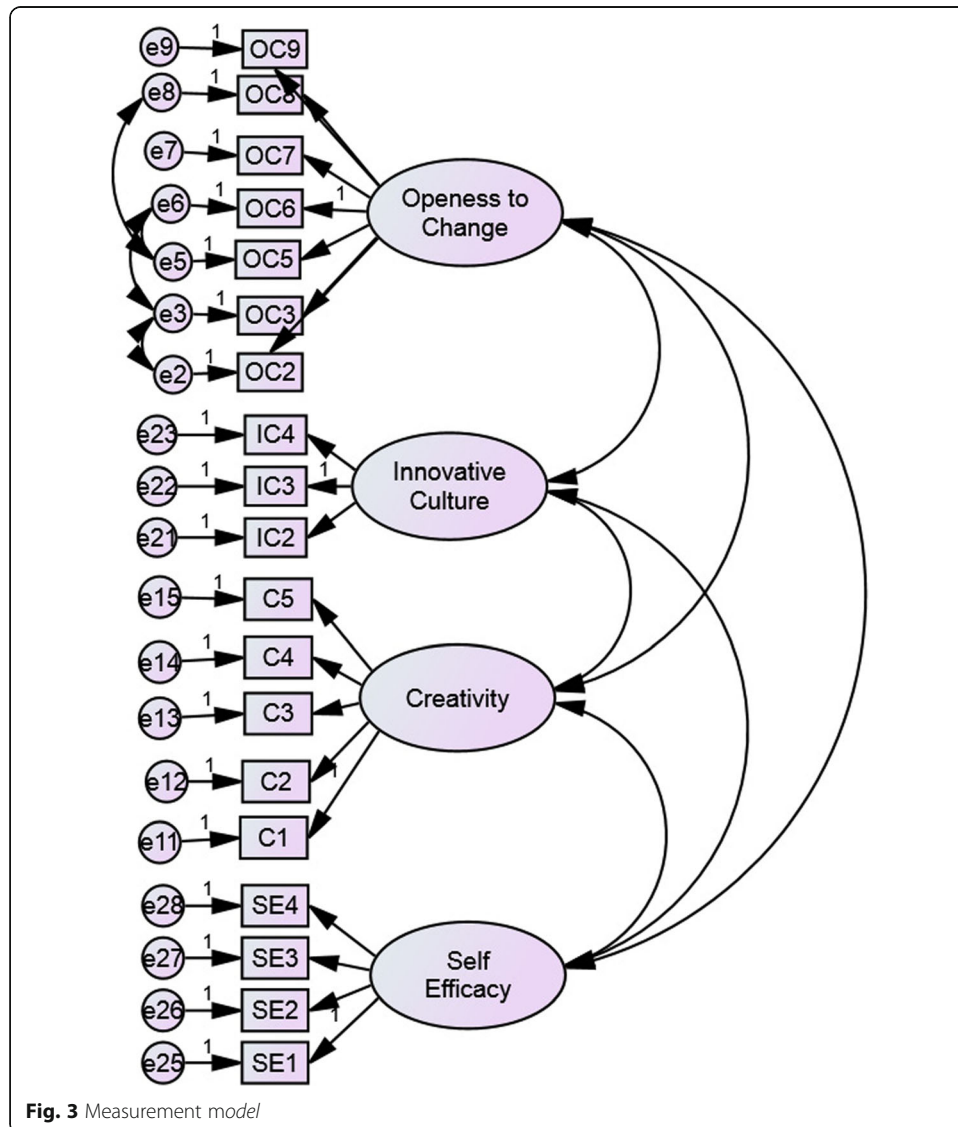 e9 1 OC9
e8 1 OC8
e7 1 OC7
e6 1 OC6 1
e5 1 OC5
e3 1 OC3
e2 1 OC2
Openess to
Change
e23 1 IC4
e22 1 IC3 1
e21 1 IC2
Innovative
Culture
e15 1 C5
e14 1 C4
e13 1 C3
e12 1 C2 1
e11 1 C1
Creativity
e28 1 SE4
e27 1 SE3
e26 1 SE2 1
e25 1 SE1
Self
Efficacy
Fig. 3 Measurement model